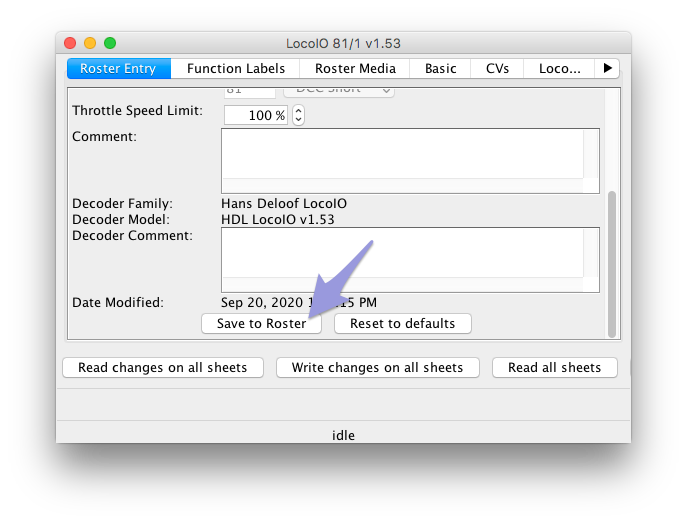 LocoIO 81/1 v1.53
Roster Entry Function Labels Roster Media Basic CVs Loco...
81 DCC Short
Throttle Speed Limit: 100 %
Comment:
Decoder Family: Hans Deloof LocoIO
Decoder Model: HDL LocoIO v1.53
Decoder Comment:
Date Modified: Sep 20, 2020 :15 PM
Save to Roster Reset to defaults
Read changes on all sheets Write changes on all sheets Read all sheets
idle